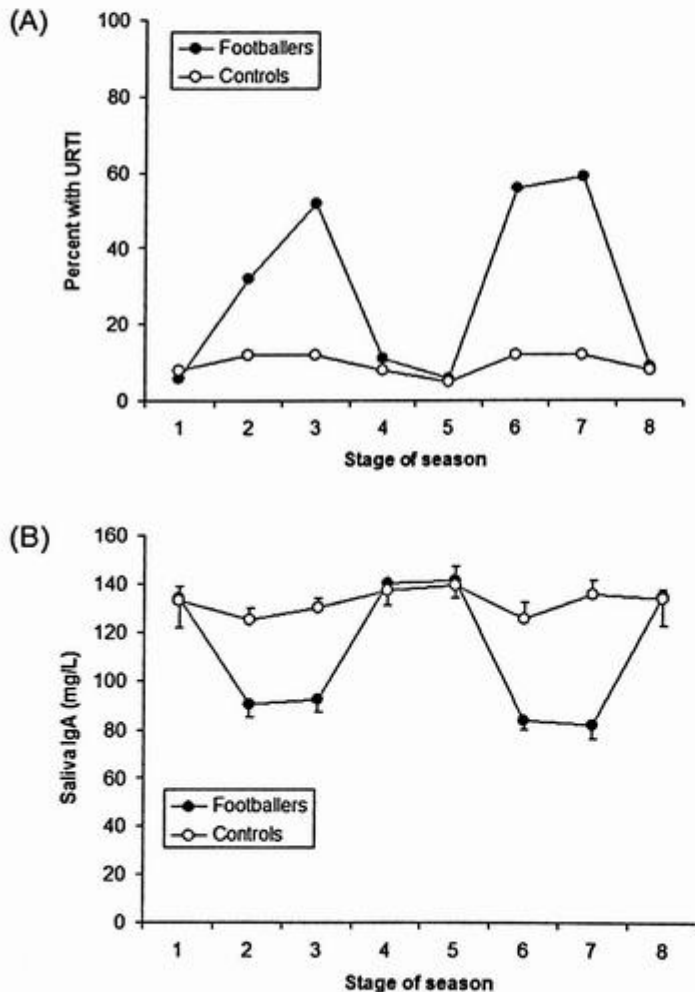 (A)
100
80
60
40
20
0
Percent with URTI
Footballers
Controls
1 2 3 4 5 6 7 8
Stage of season
(B)
160
140
120
100
80
60
40
20
0
Saliva IgA (mg/L)
Footballers
Controls
1 2 3 4 5 6 7 8
Stage of season